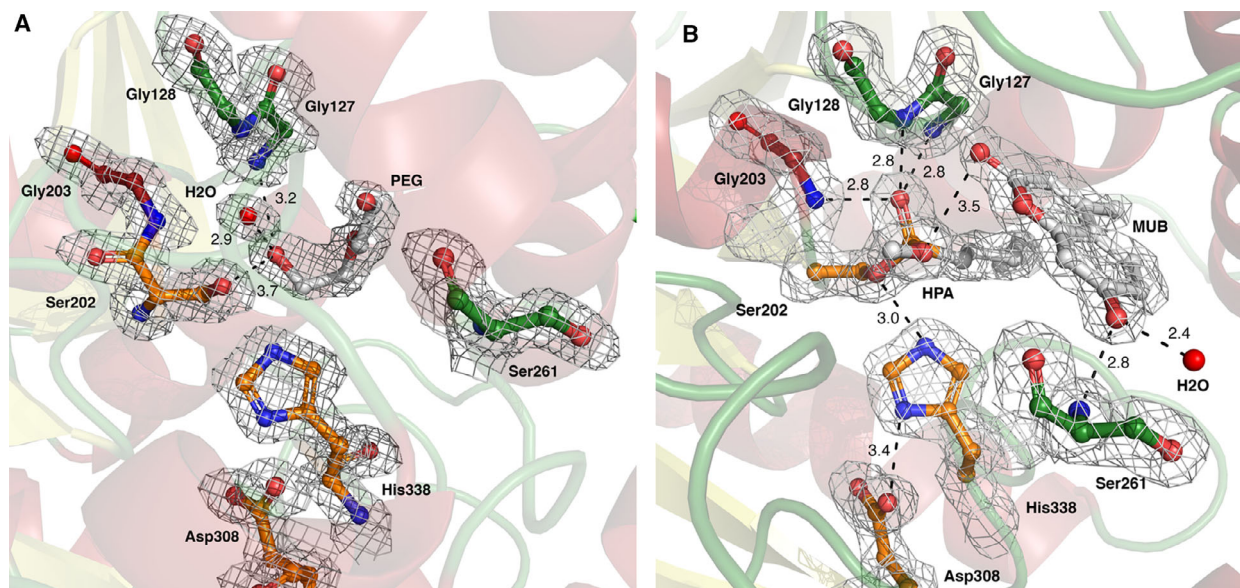 A
Gly128
Gly127
Gly203
H2O
PEG
3.2
2.9
3.7
Ser202
Ser261
His338
Asp308
B
Gly127
Gly128
2.8
2.8
Gly203
2.8
3.5
MUB
HPA
Ser202
3.0
2.4
2.8
H2O
3.4
Ser261
His338
Asp308